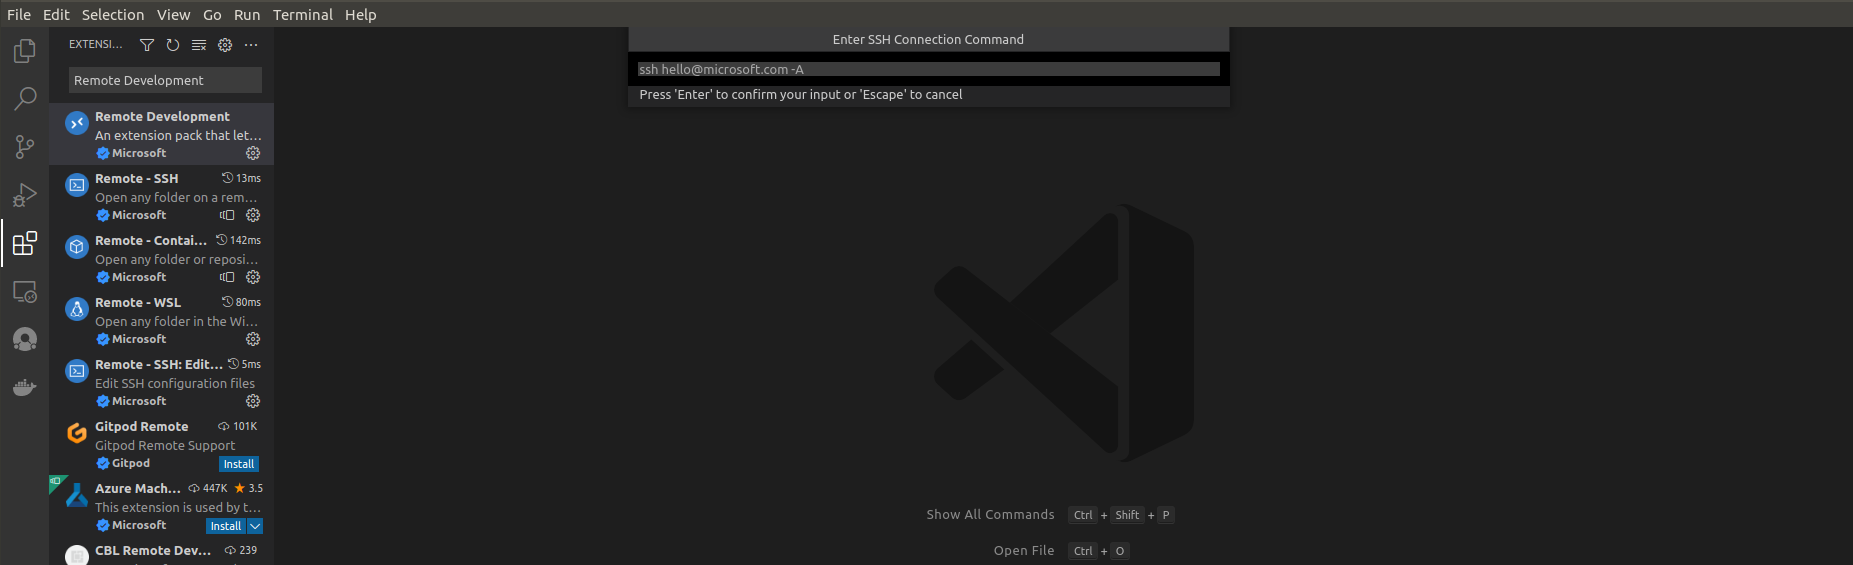 File Edit Selection View Go Run Terminal Help
EXTENSI...
Remote Development
Remote Development
An extension pack that let...
Microsoft
Remote - SSH 13ms
Open any folder on a rem...
Microsoft
Remote - Contai... 142ms
Open any folder or reposi...
Microsoft
Remote - WSL 80ms
Open any folder in the Wi...
Microsoft
Remote - SSH: Edit... 5ms
Edit SSH configuration files
Microsoft
Gitpod Remote 101K
Gitpod Remote Support
Gitpod Install
Azure Mach... 447K ★ 3.5
This extension is used by t...
Microsoft Install
CBL Remote Dev... 239
Enter SSH Connection Command
ssh hello@microsoft.com -A
Press 'Enter' to confirm your input or 'Escape' to cancel
Show All Commands Ctrl + Shift + P
Open File Ctrl + O